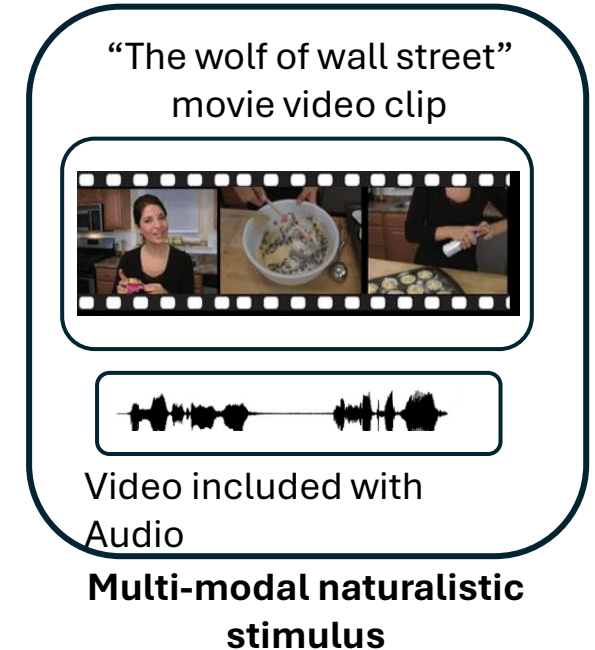 “The wolf of wall street”
movie video clip
Video included with
Audio
Multi-modal naturalistic
stimulus